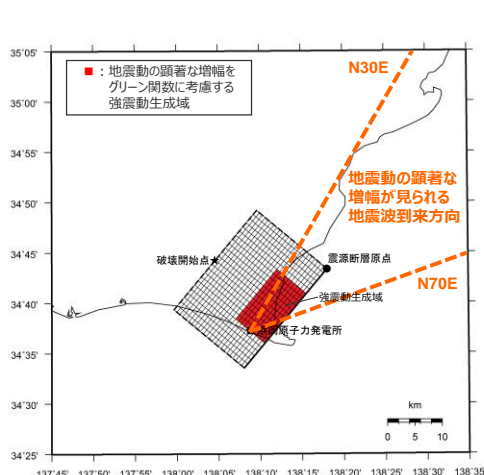 35˚05'
35˚00'
34˚55'
34˚50'
34˚45'
34˚40'
34˚35'
34˚30'
34˚25'
■：地震動の顕著な増幅を
グリーン関数に考慮する
強震動生成域
N30E
地震動の顕著な
増幅が見られる
地震波到来方向
破壊開始点★
震源断層原点
N70E
強震動生成域
浜岡原子力発電所
km
0 5 10
137˚45' 137˚50' 137˚55' 138˚00' 138˚05' 138˚10' 138˚15' 138˚20' 138˚25' 138˚30' 138˚35'